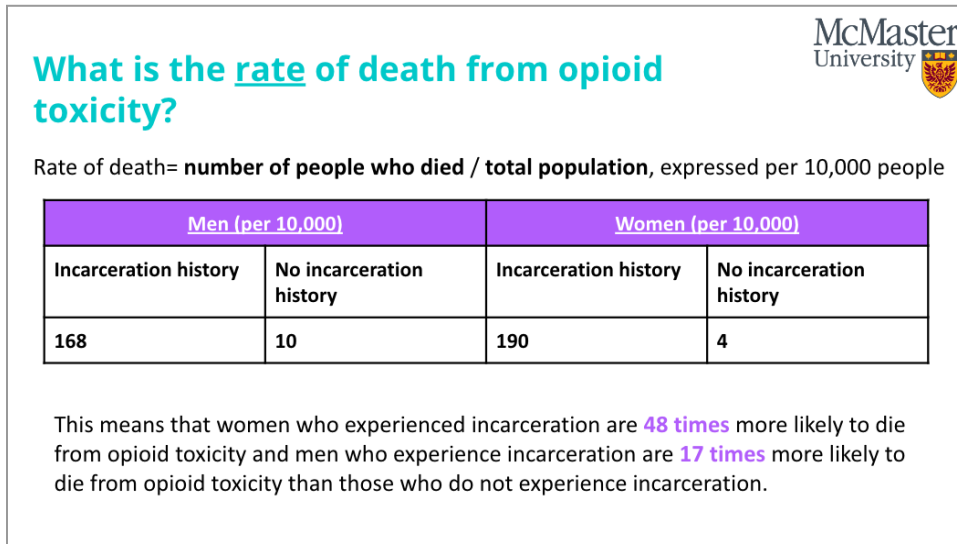 McMaster
University
What is the rate of death from opioid
toxicity?
Rate of death= number of people who died / total population, expressed per 10,000 people
Men (per 10,000) Women (per 10,000)
Incarceration history No incarceration history Incarceration history No incarceration history
168 10 190 4
This means that women who experienced incarceration are 48 times more likely to die
from opioid toxicity and men who experience incarceration are 17 times more likely to
die from opioid toxicity than those who do not experience incarceration.